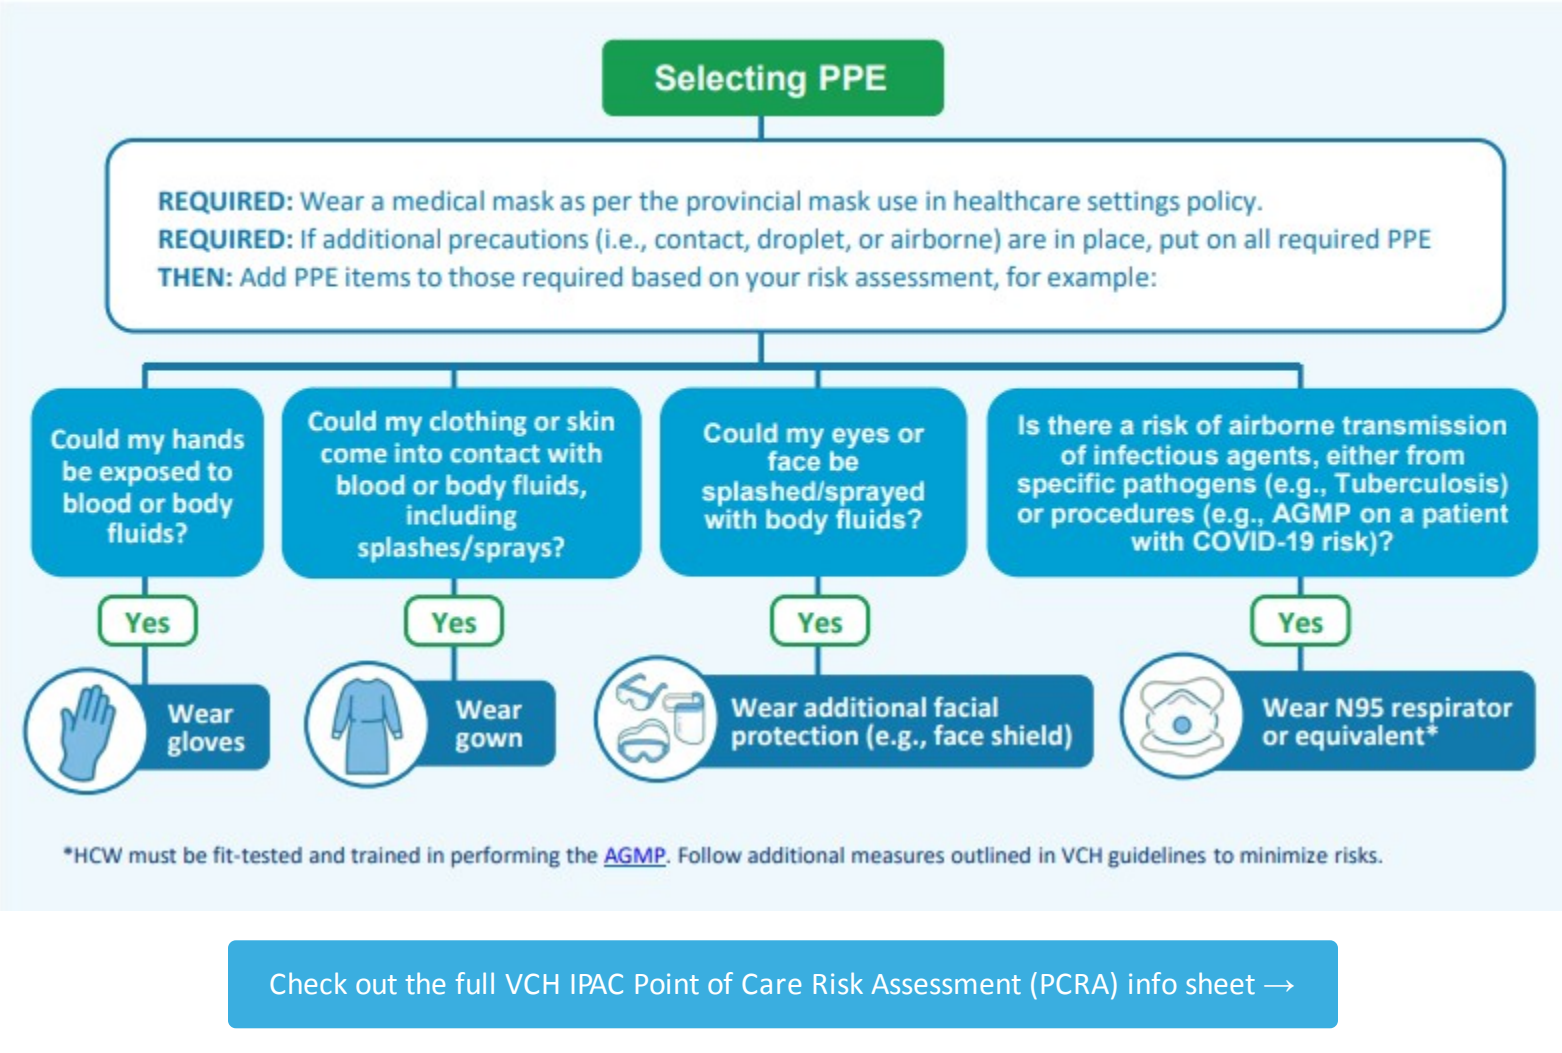 Selecting PPE
REQUIRED: Wear a medical mask as per the provincial mask use in healthcare settings policy.
REQUIRED: If additional precautions (i.e., contact, droplet, or airborne) are in place, put on all required PPE
THEN: Add PPE items to those required based on your risk assessment, for example:
Could my hands
be exposed to
blood or body
fluids?
Yes
Wear
gloves
Could my clothing or skin
come into contact with
blood or body fluids,
including
splashes/sprays?
Yes
Wear
gown
Could my eyes or
face be
splashed/sprayed
with body fluids?
Yes
Wear additional facial
protection (e.g., face shield)
Is there a risk of airborne transmission
of infectious agents, either from
specific pathogens (e.g., Tuberculosis)
or procedures (e.g., AGMP on a patient
with COVID-19 risk)?
Yes
Wear N95 respirator
or equivalent*
*HCW must be fit-tested and trained in performing the AGMP. Follow additional measures outlined in VCH guidelines to minimize risks.
Check out the full VCH IPAC Point of Care Risk Assessment (PCRA) info sheet →